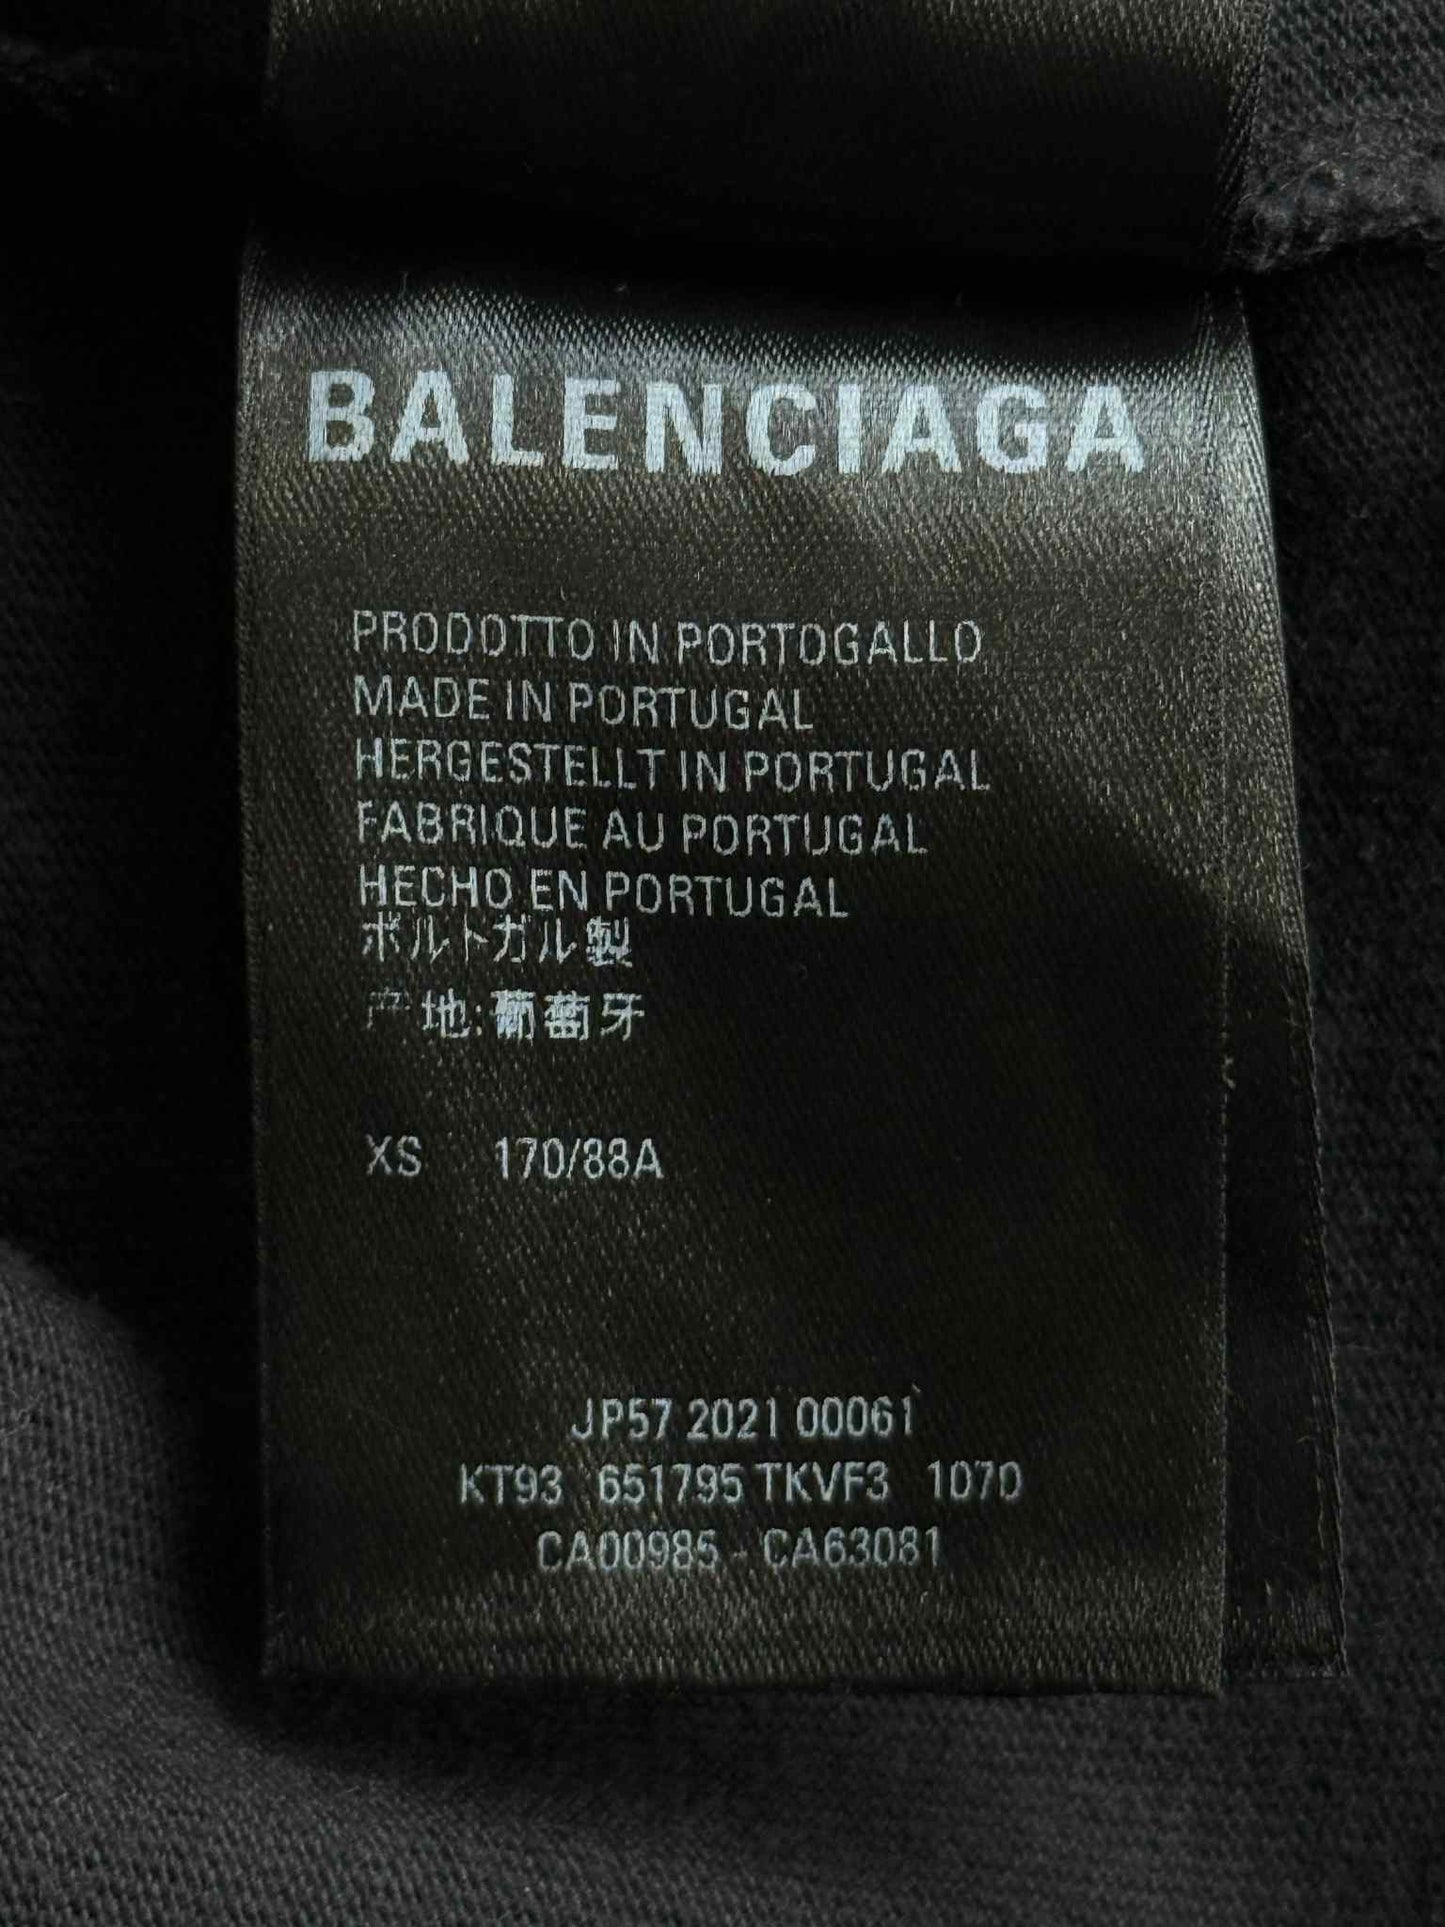 BALENCIAGA
PRODOTTO IN PORTOGALLO
MADE IN PORTUGAL
HERGESTELLT IN PORTUGAL
FABRIQUE AU PORTUGAL
HECHO EN PORTUGAL
ポルトガル製
产地:葡萄牙
XS 170/88A
JP57 2021 00061
KT93 651795 TKVF3 1070
CA00985 - CA63081